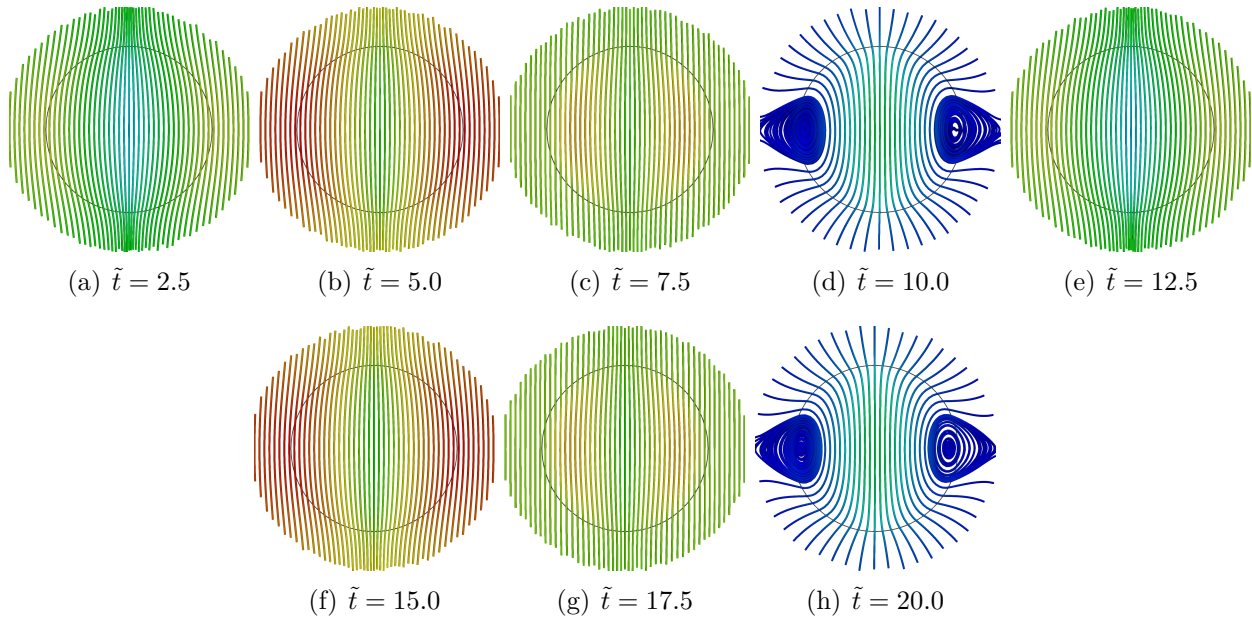 (a) t̃ = 2.5
(b) t̃ = 5.0
(c) t̃ = 7.5
(d) t̃ = 10.0
(e) t̃ = 12.5
(f) t̃ = 15.0
(g) t̃ = 17.5
(h) t̃ = 20.0